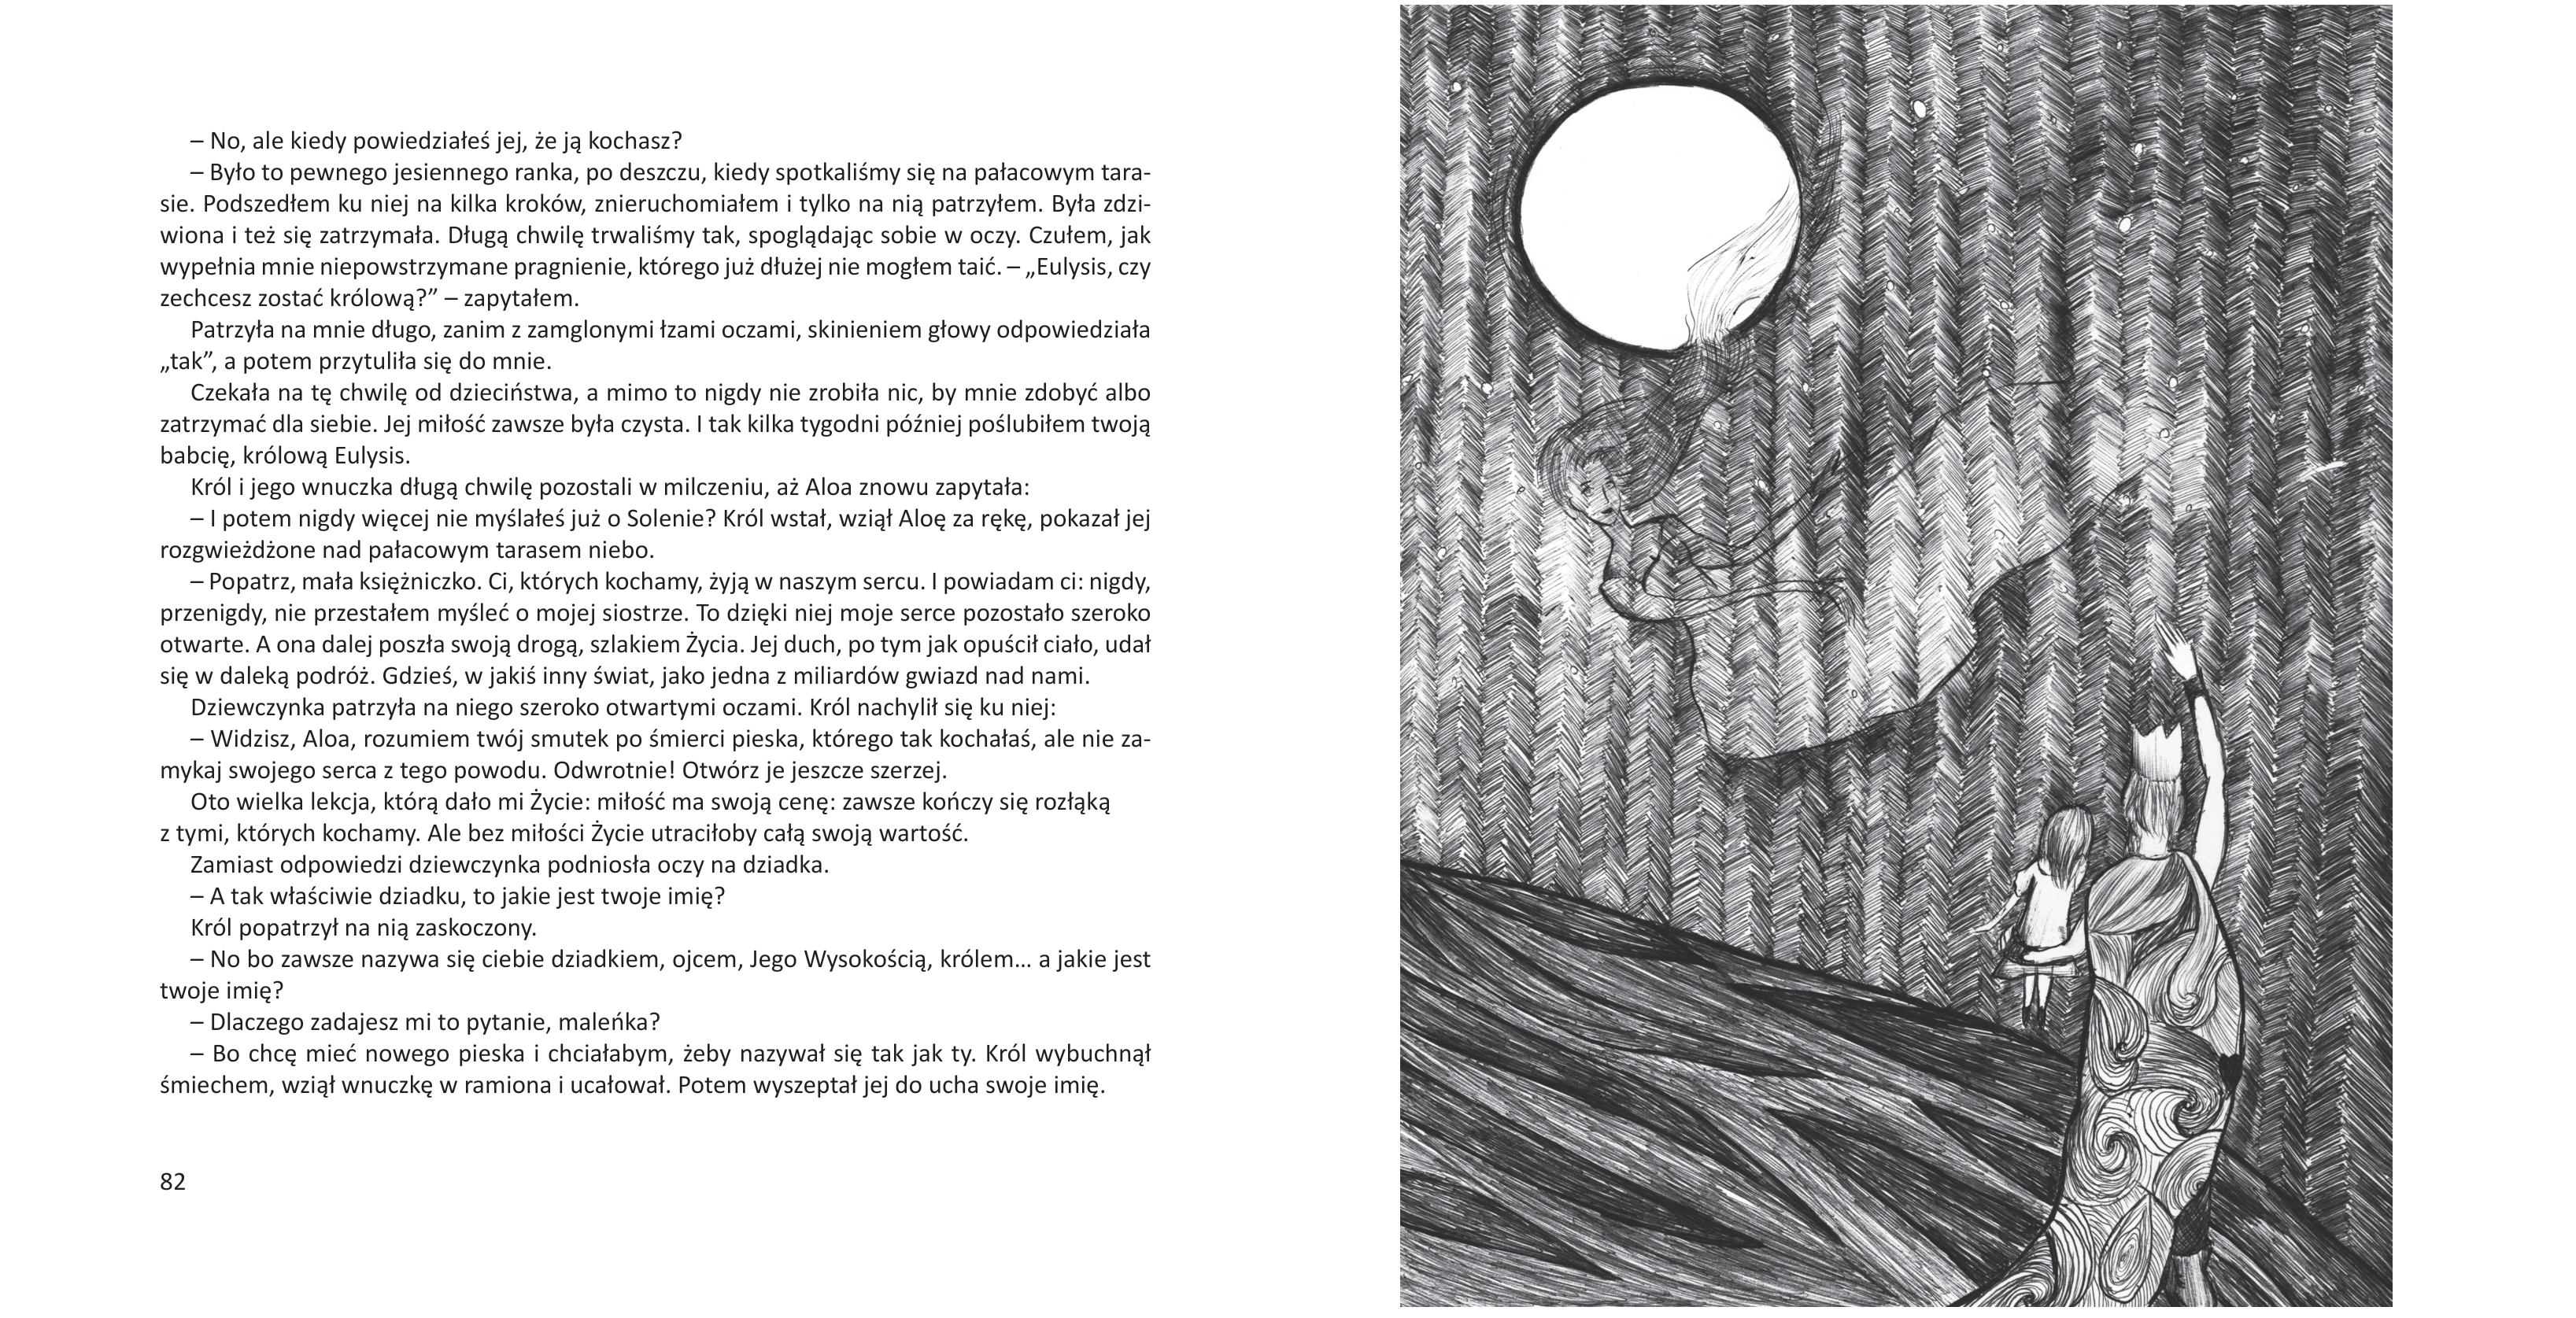 – No, ale kiedy powiedziałeś jej, że ją kochasz?
– Było to pewnego jesiennego ranka, po deszczu, kiedy spotkaliśmy się na pałacowym tara-
sie. Podszedłem ku niej na kilka kroków, znieruchomiałem i tylko na nią patrzyłem. Była zdzi-
wiona i też się zatrzymała. Długą chwilę trwaliśmy tak, spoglądając sobie w oczy. Czułem, jak
wypełnia mnie niepowstrzymane pragnienie, którego już dłużej nie mogłem taić. – „Eulysis, czy
zechcesz zostać królową?” – zapytałem.
Patrzyła na mnie długo, zanim z zamglonymi łzami oczami, skinieniem głowy odpowiedziała
„tak”, a potem przytuliła się do mnie.
Czekała na tę chwilę od dzieciństwa, a mimo to nigdy nie zrobiła nic, by mnie zdobyć albo
zatrzymać dla siebie. Jej miłość zawsze była czysta. I tak kilka tygodni później poślubiłem twoją
babcię, królową Eulysis.
Król i jego wnuczka długą chwilę pozostali w milczeniu, aż Aloa znowu zapytała:
– I potem nigdy więcej nie myślałeś już o Solenie? Król wstał, wziął Aloę za rękę, pokazał jej
rozgwieżdżone nad pałacowym tarasem niebo.
– Popatrz, mała księżniczko. Ci, których kochamy, żyją w naszym sercu. I powiadam ci: nigdy,
przenigdy, nie przestałem myśleć o mojej siostrze. To dzięki niej moje serce pozostało szeroko
otwarte. A ona dalej poszła swoją drogą, szlakiem Życia. Jej duch, po tym jak opuścił ciało, udał
się w daleką podróż. Gdzieś, w jakiś inny świat, jako jedna z miliardów gwiazd nad nami.
Dziewczynka patrzyła na niego szeroko otwartymi oczami. Król nachylił się ku niej:
– Widzisz, Aloa, rozumiem twój smutek po śmierci pieska, którego tak kochałaś, ale nie za-
mykaj swojego serca z tego powodu. Odwrotnie! Otwórz je jeszcze szerzej.
Oto wielka lekcja, którą dało mi Życie: miłość ma swoją cenę: zawsze kończy się rozłąką
z tymi, których kochamy. Ale bez miłości Życie utraciłoby całą swoją wartość.
Zamiast odpowiedzi dziewczynka podniosła oczy na dziadka.
– A tak właściwie dziadku, to jakie jest twoje imię?
Król popatrzył na nią zaskoczony.
– No bo zawsze nazywa się ciebie dziadkiem, ojcem, Jego Wysokością, królem… a jakie jest
twoje imię?
– Dlaczego zadajesz mi to pytanie, maleńka?
– Bo chcę mieć nowego pieska i chciałabym, żeby nazywał się tak jak ty. Król wybuchnął
śmiechem, wziął wnuczkę w ramiona i ucałował. Potem wyszeptał jej do ucha swoje imię.
82